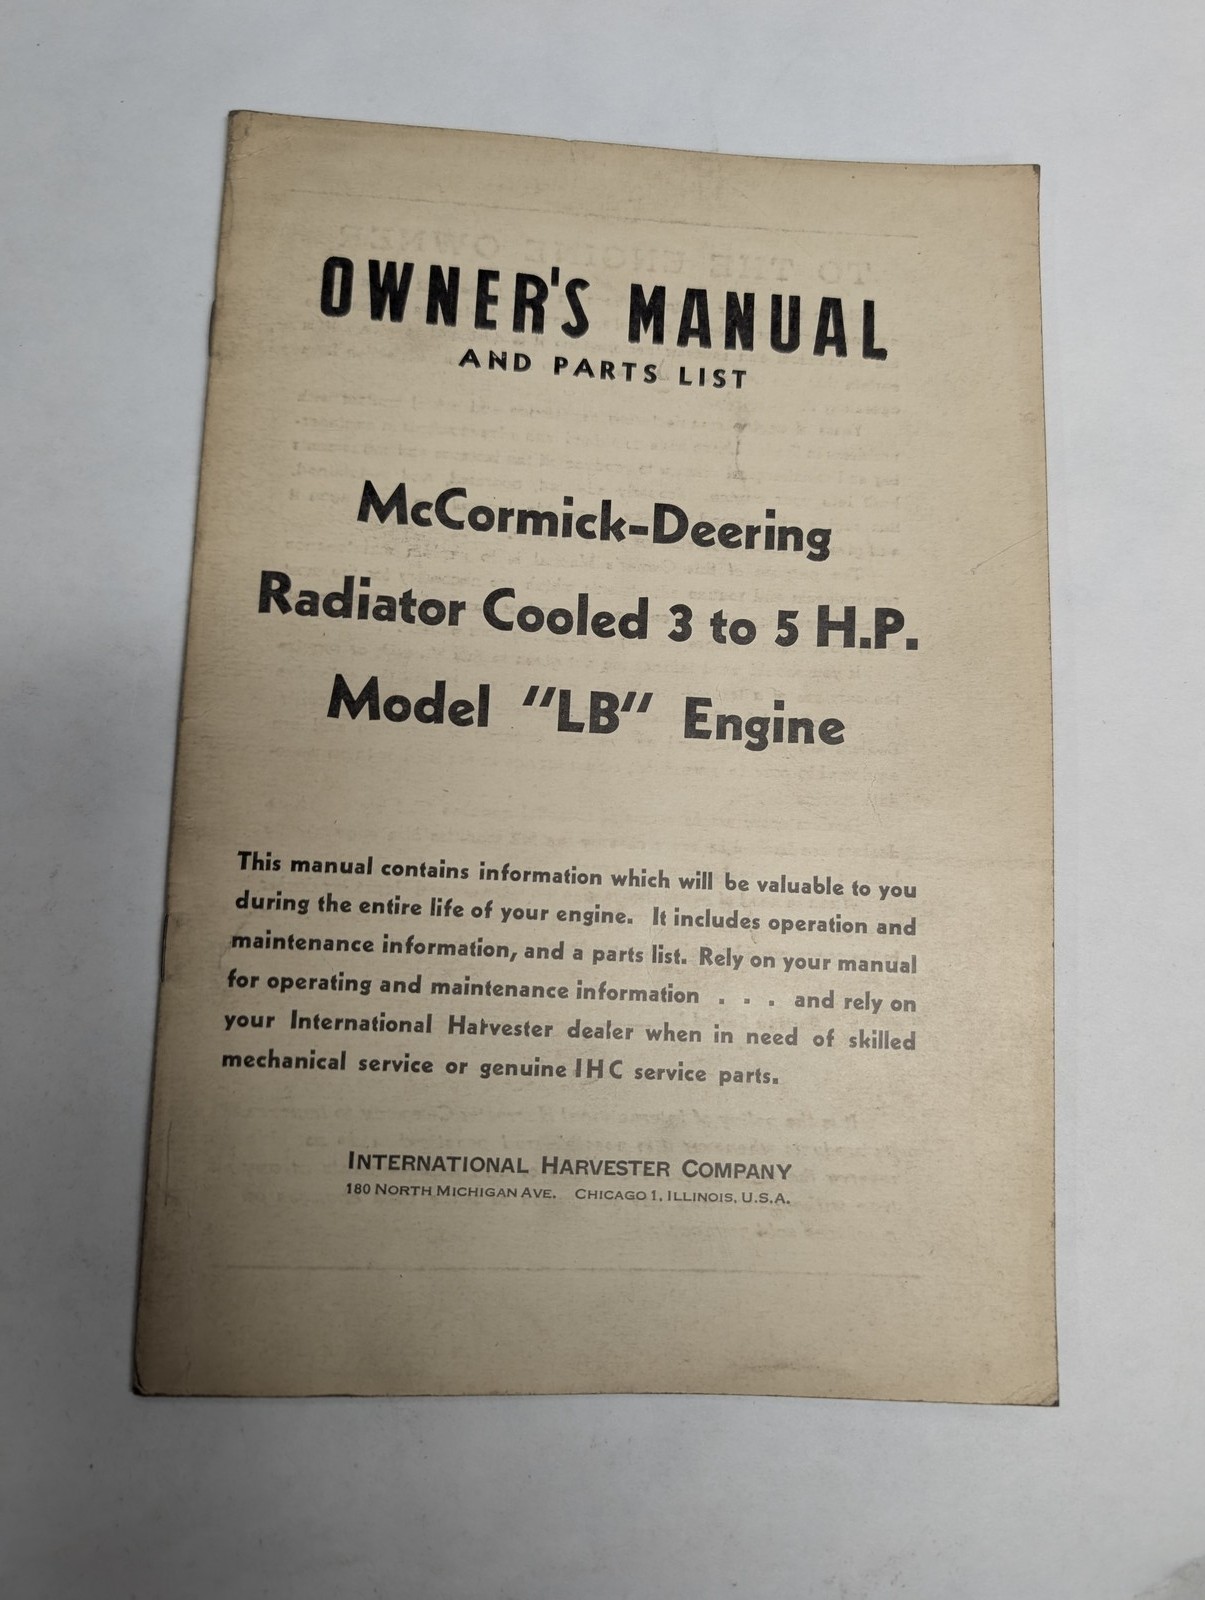 OWNER'S MANUAL
AND PARTS LIST
McCormick-Deering
Radiator Cooled 3 to 5 H.P.
Model "LB" Engine
This manual contains information which will be valuable to you
during the entire life of your engine. It includes operation and
maintenance information, and a parts list. Rely on your manual
for operating and maintenance information . . . and rely on
your International Harvester dealer when in need of skilled
mechanical service or genuine IHC service parts.
INTERNATIONAL HARVESTER COMPANY
180 NORTH MICHIGAN AVE. CHICAGO 1, ILLINOIS, U.S.A.
TO THE ENGINE OWNER